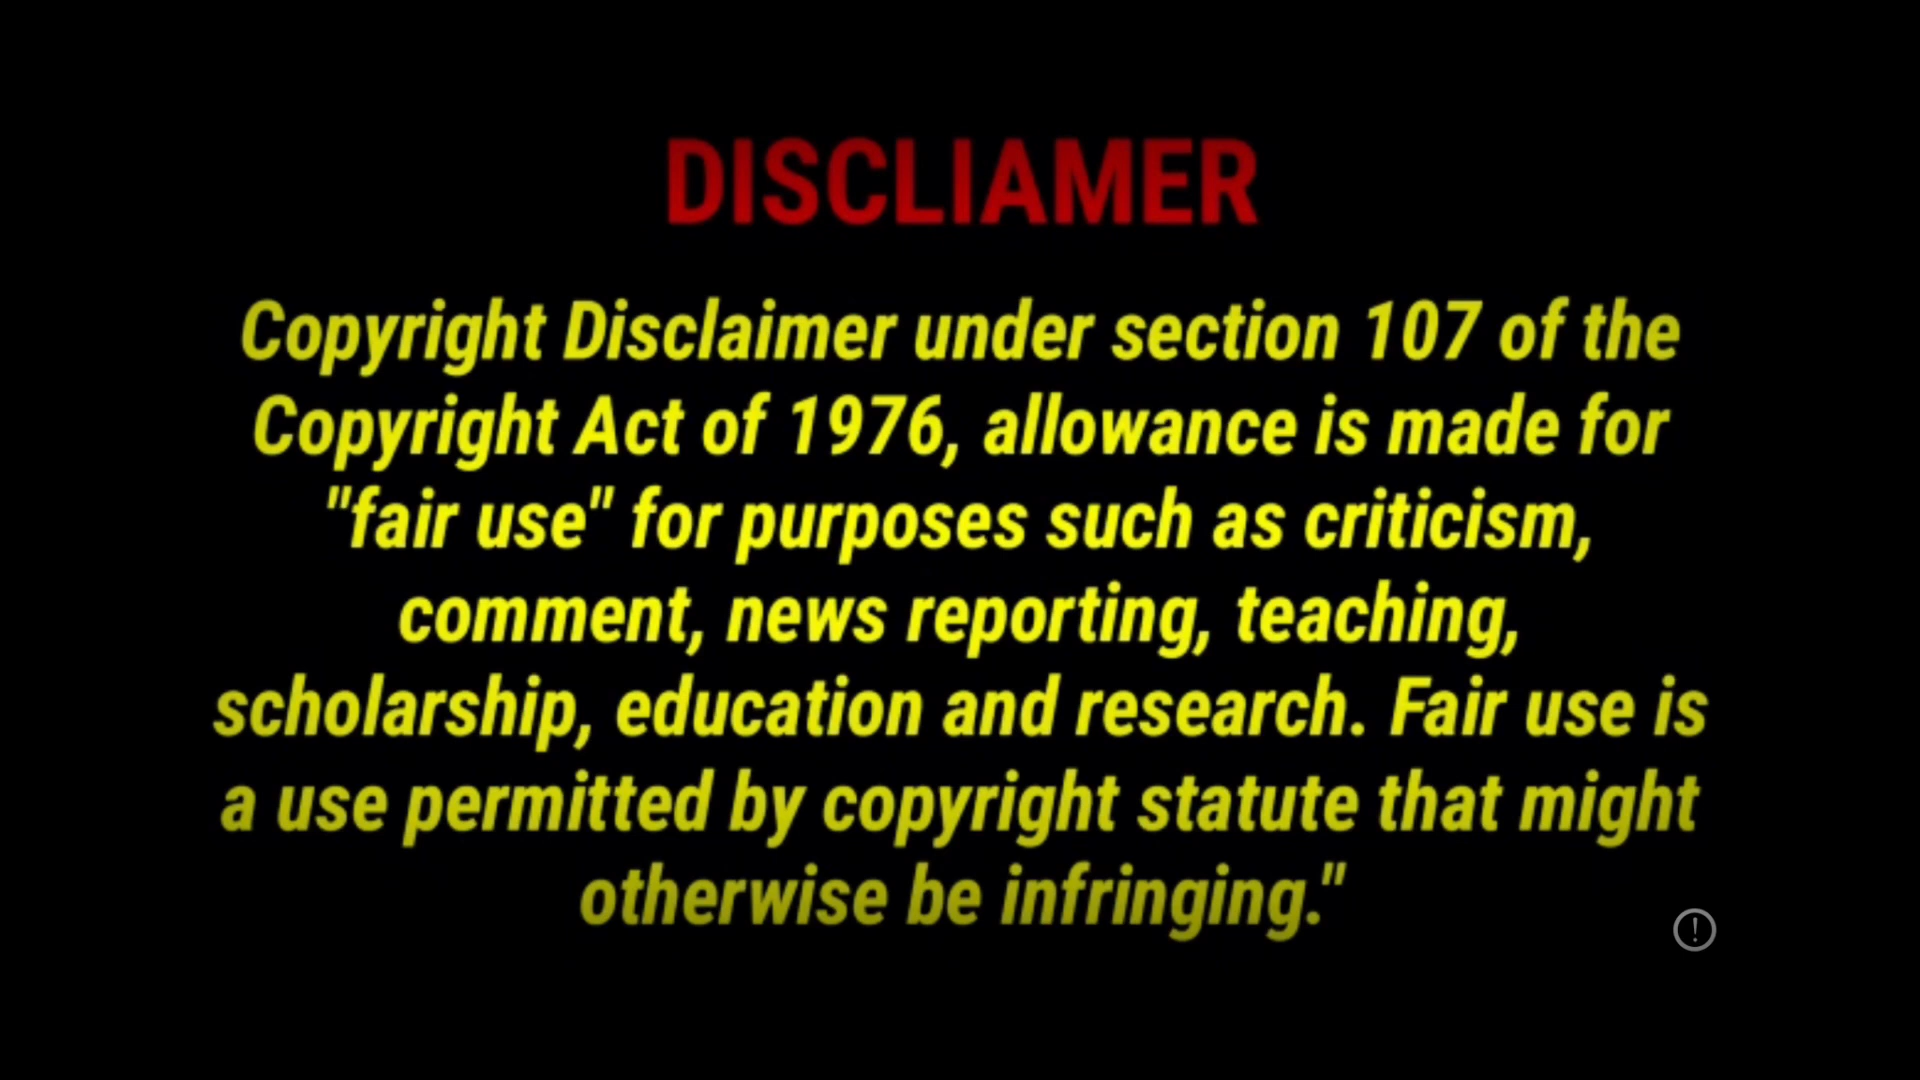 DISCLIAMER
Copyright Disclaimer under section 107 of the
Copyright Act of 1976, allowance is made for
"fair use" for purposes such as criticism,
comment, news reporting, teaching,
scholarship, education and research. Fair use is
a use permitted by copyright statute that might
otherwise be infringing."